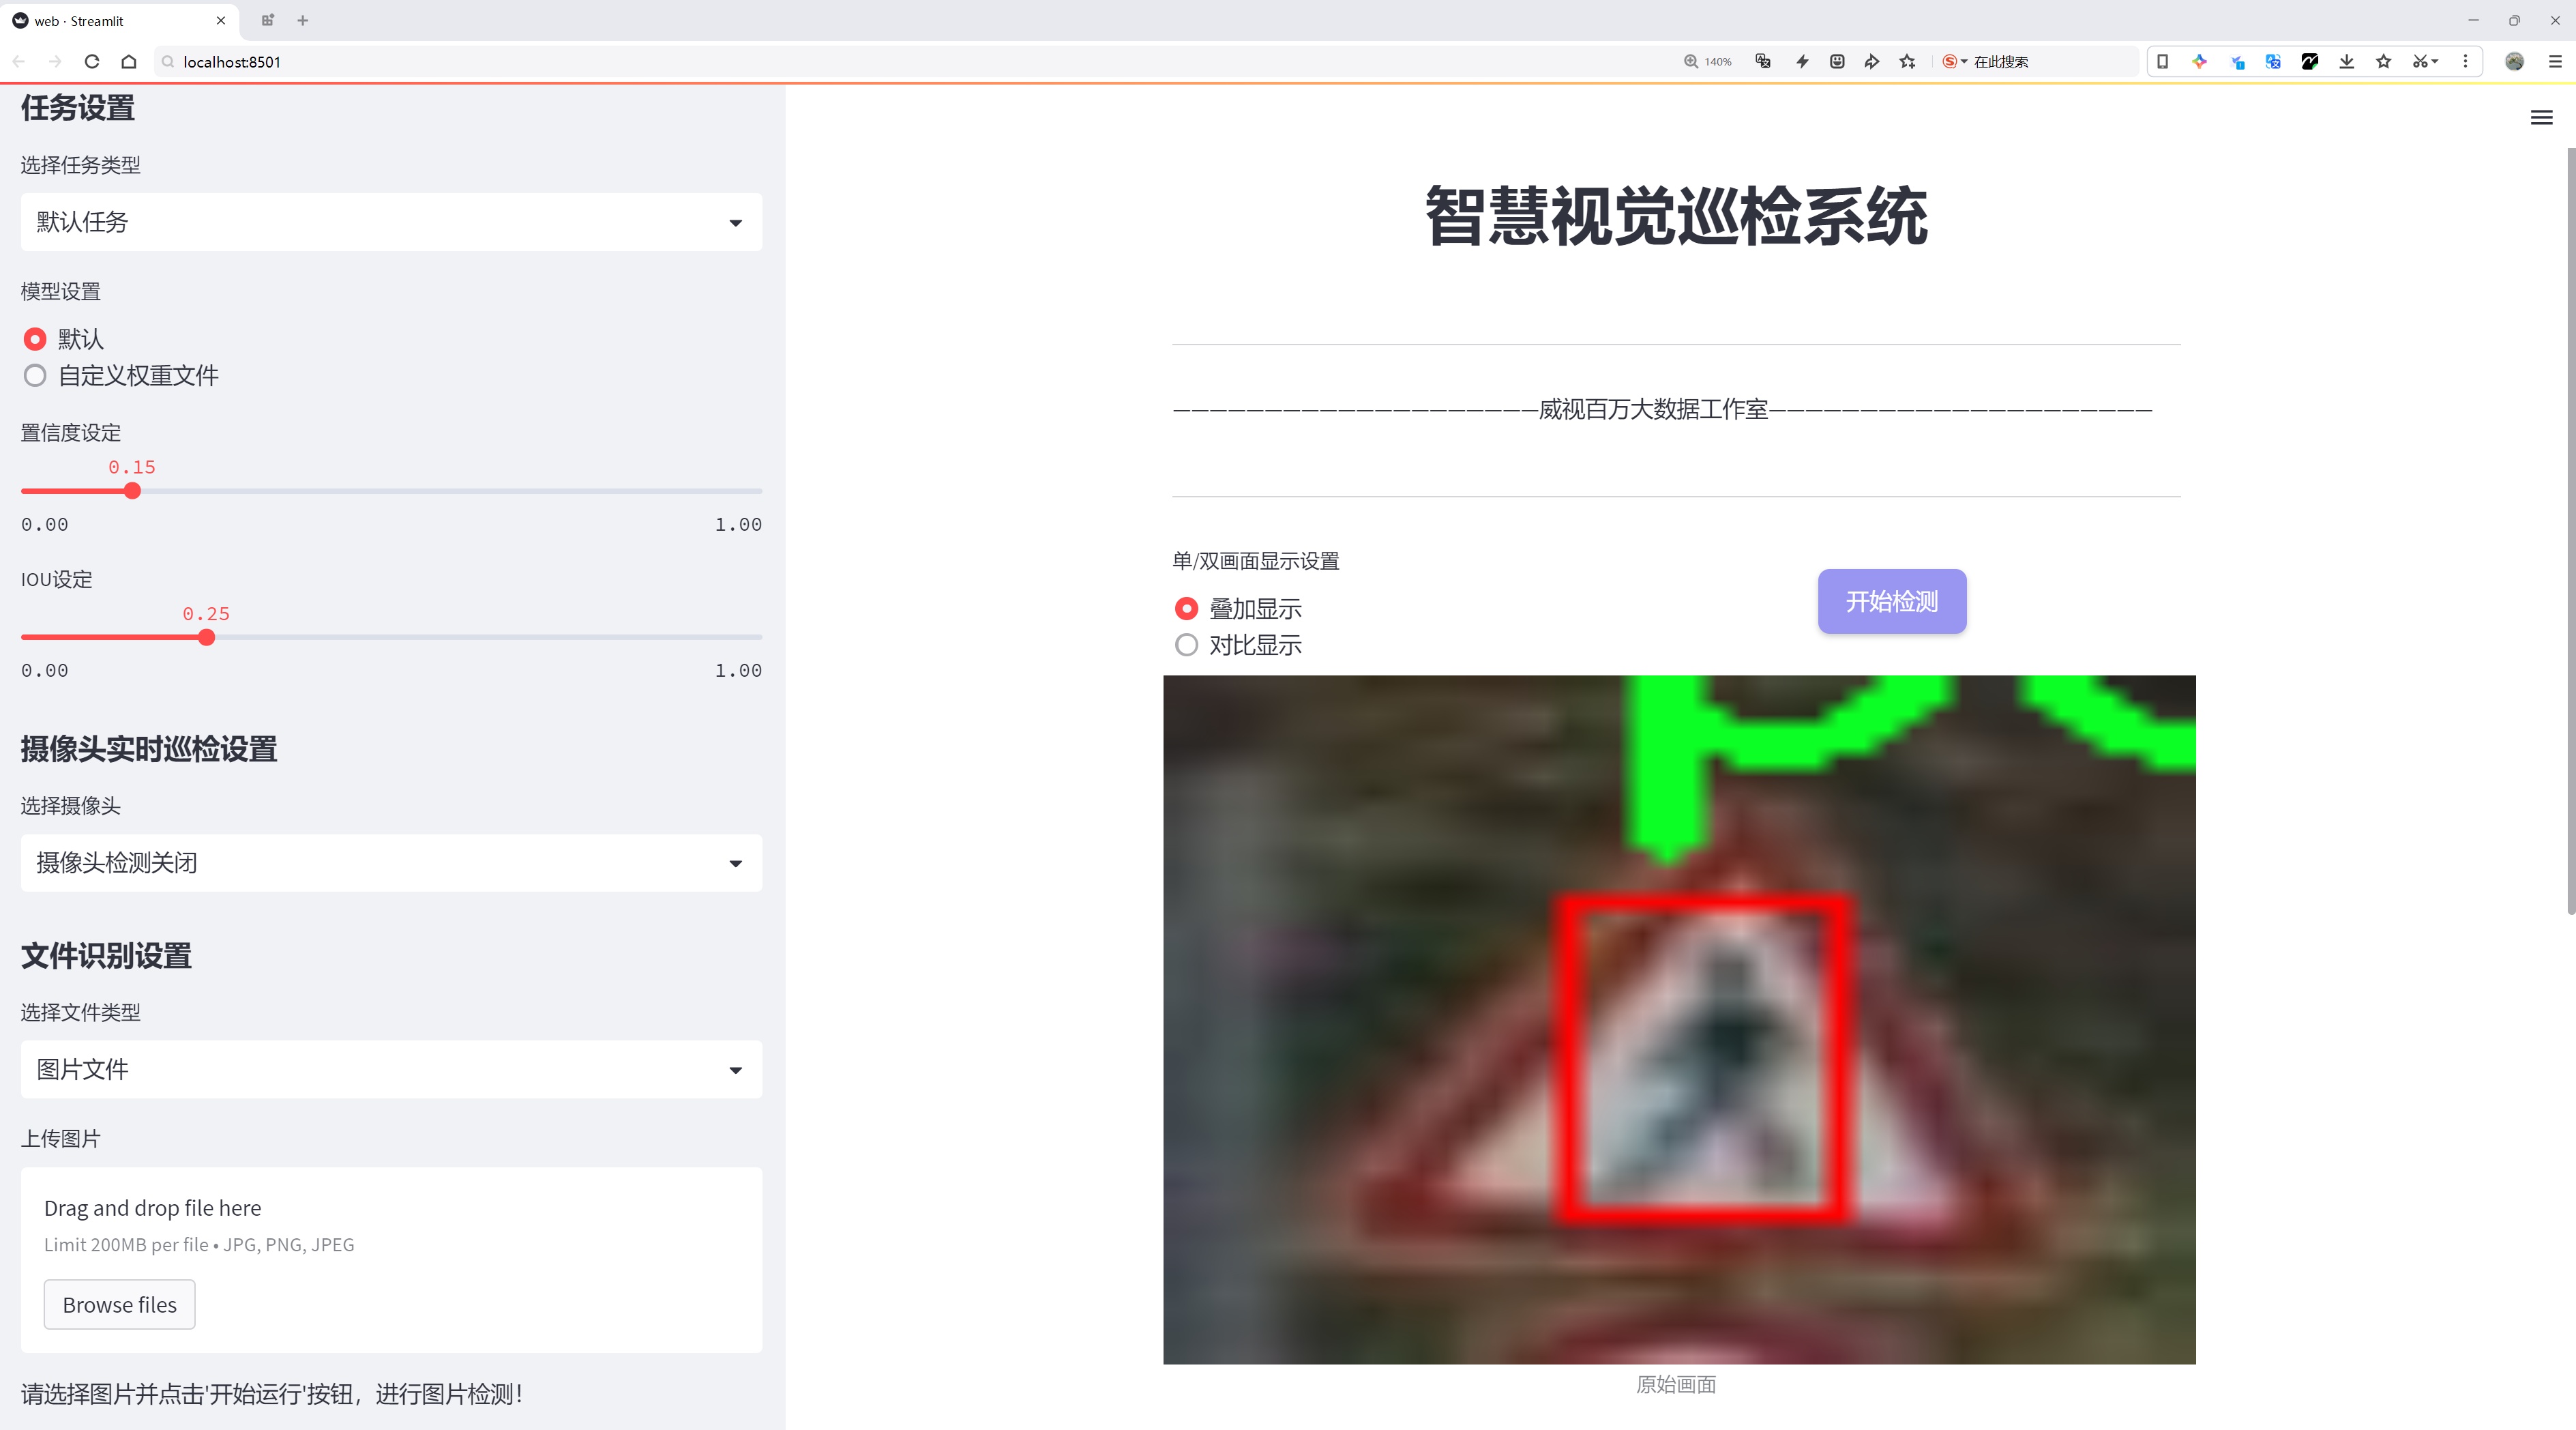 web · Streamlit
localhost:8501
140%
在此搜索
任务设置
选择任务类型
默认任务
模型设置
默认
自定义权重文件
置信度设定
0.15
0.00
1.00
IOU设定
0.25
0.00
1.00
摄像头实时巡检设置
选择摄像头
摄像头检测关闭
文件识别设置
选择文件类型
图片文件
上传图片
Drag and drop file here
Limit 200MB per file • JPG, PNG, JPEG
Browse files
请选择图片并点击'开始运行'按钮，进行图片检测！
智慧视觉巡检系统
————————————————————威视百万大数据工作室—————————————————————
单/双画面显示设置
叠加显示
对比显示
开始检测
原始画面